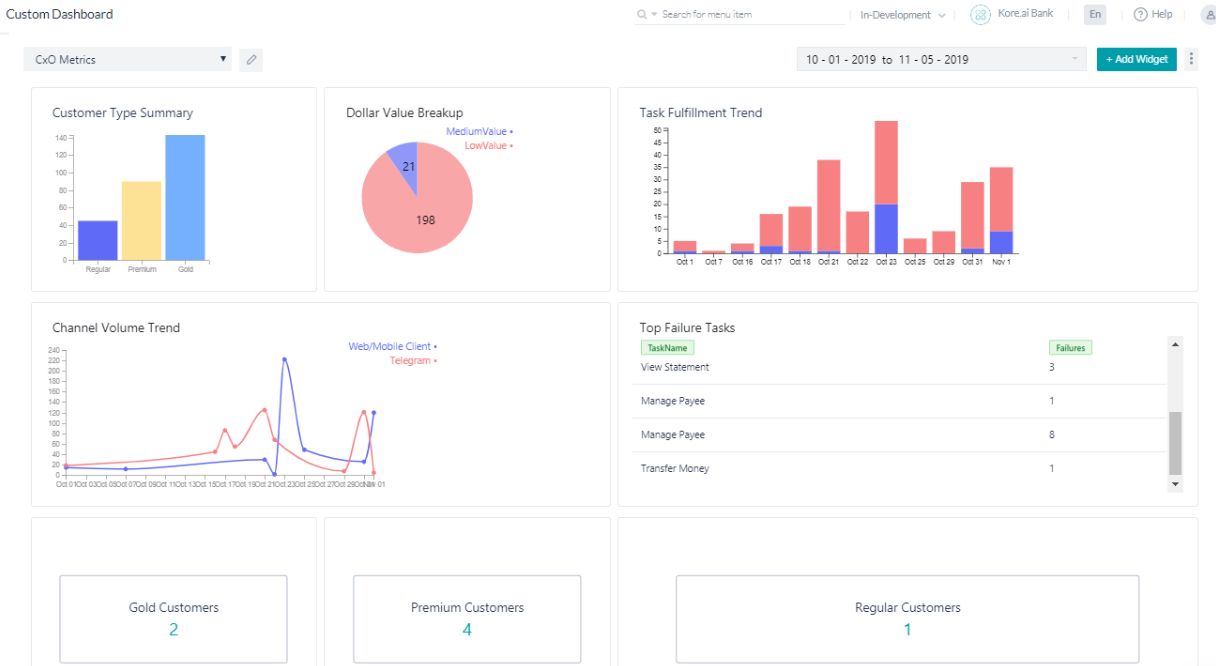 Custom Dashboard
Search for menu item
In-Development
Kore.ai Bank
En
Help
CxO Metrics
10 - 01 - 2019 to 11 - 05 - 2019
+ Add Widget
Customer Type Summary
140
120
100
80
60
40
20
0
Regular Premium Gold
Dollar Value Breakup
MediumValue
LowValue
21
198
Task Fulfillment Trend
50
45
40
35
30
25
20
15
10
5
0
Oct 1 Oct 7 Oct 16 Oct 17 Oct 18 Oct 21 Oct 22 Oct 23 Oct 25 Oct 29 Oct 31 Nov 1
Channel Volume Trend
Web/Mobile Client
Telegram
240
220
200
180
160
140
120
100
80
60
40
20
0
Oct 01 Oct 03 Oct 05 Oct 07 Oct 09 Oct 11 Oct 13 Oct 15 Oct 17 Oct 19 Oct 21 Oct 23 Oct 25 Oct 27 Oct 29 Nov 01
Top Failure Tasks
TaskName Failures
View Statement 3
Manage Payee 1
Manage Payee 8
Transfer Money 1
Gold Customers
2
Premium Customers
4
Regular Customers
1